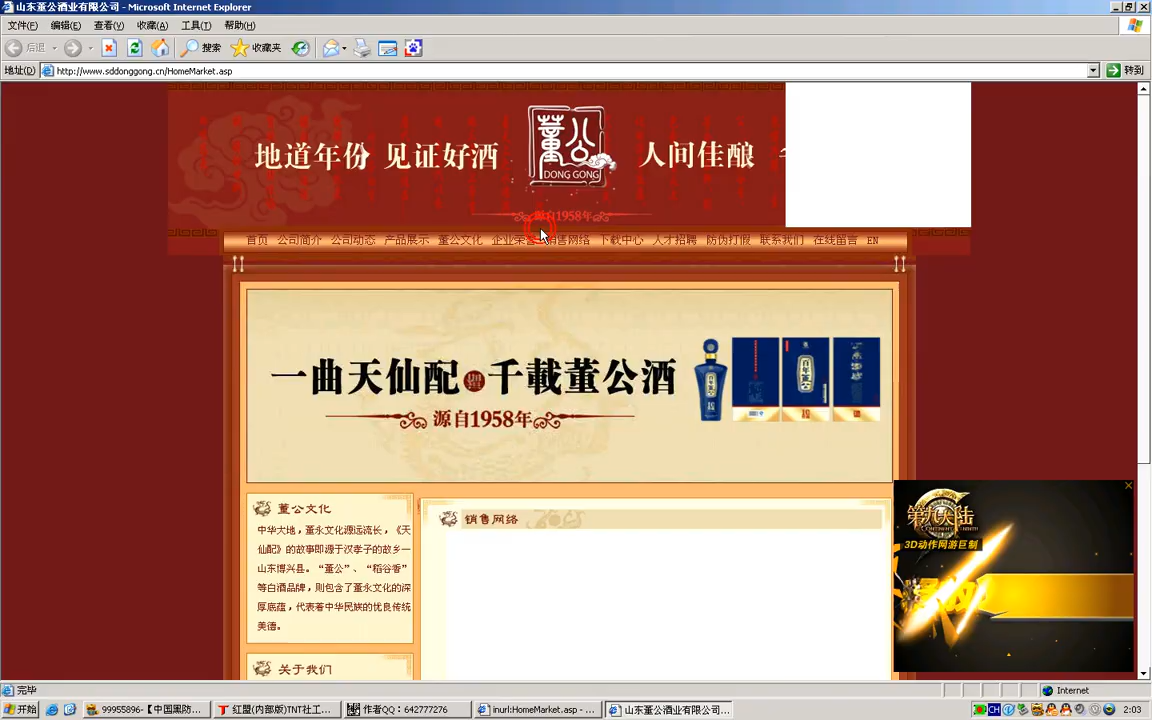 山东董公酒业有限公司 - Microsoft Internet Explorer
文件(F) 编辑(E) 查看(V) 收藏(A) 工具(T) 帮助(H)
后退 搜索 收藏夹
地址(D) http://www.sddonggong.cn/HomeMarket.asp 转到
地道年份 见证好酒 董公 DONG GONG 人间佳酿
源自1958年
首页 公司简介 公司动态 产品展示 董公文化 企业荣誉 销售网络 下载中心 人才招聘 防伪打假 联系我们 在线留言 EN
一曲天仙配 千載董公酒
源自1958年
百年董公
董公文化
中华大地，董永文化源远流长，《天
仙配》的故事即源于汉孝子的故乡一
山东博兴县。“董公”、“稻谷香”
等白酒品牌，则包含了董永文化的深
厚底蕴，代表着中华民族的优良传统
美德。
关于我们
销售网络
第九大陆
3D动作网游巨制
完毕 Internet
开始 99955896-【中国黑防... 红盟(内部版)TNT社工... 作者QQ：642777276 inurl:HomeMarket.asp - ... 山东董公酒业有限公司... CH 2:03